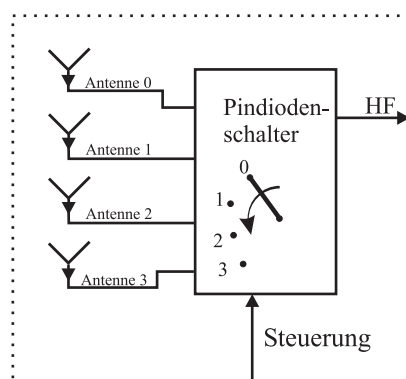 Antenne 0
Antenne 1
Antenne 2
Antenne 3
Pindioden-
schalter
0
1
2
3
HF
Steuerung